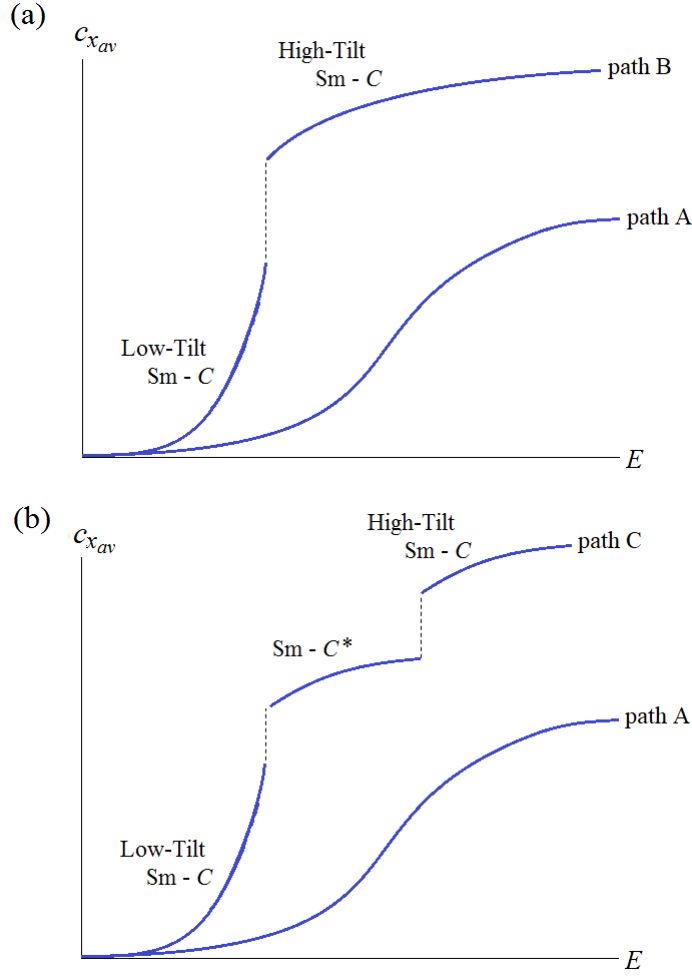 (a)
c_{x_{av}}
High-Tilt
Sm - C
path B
path A
Low-Tilt
Sm - C
E
(b)
c_{x_{av}}
High-Tilt
Sm - C
path C
Sm - C*
path A
Low-Tilt
Sm - C
E